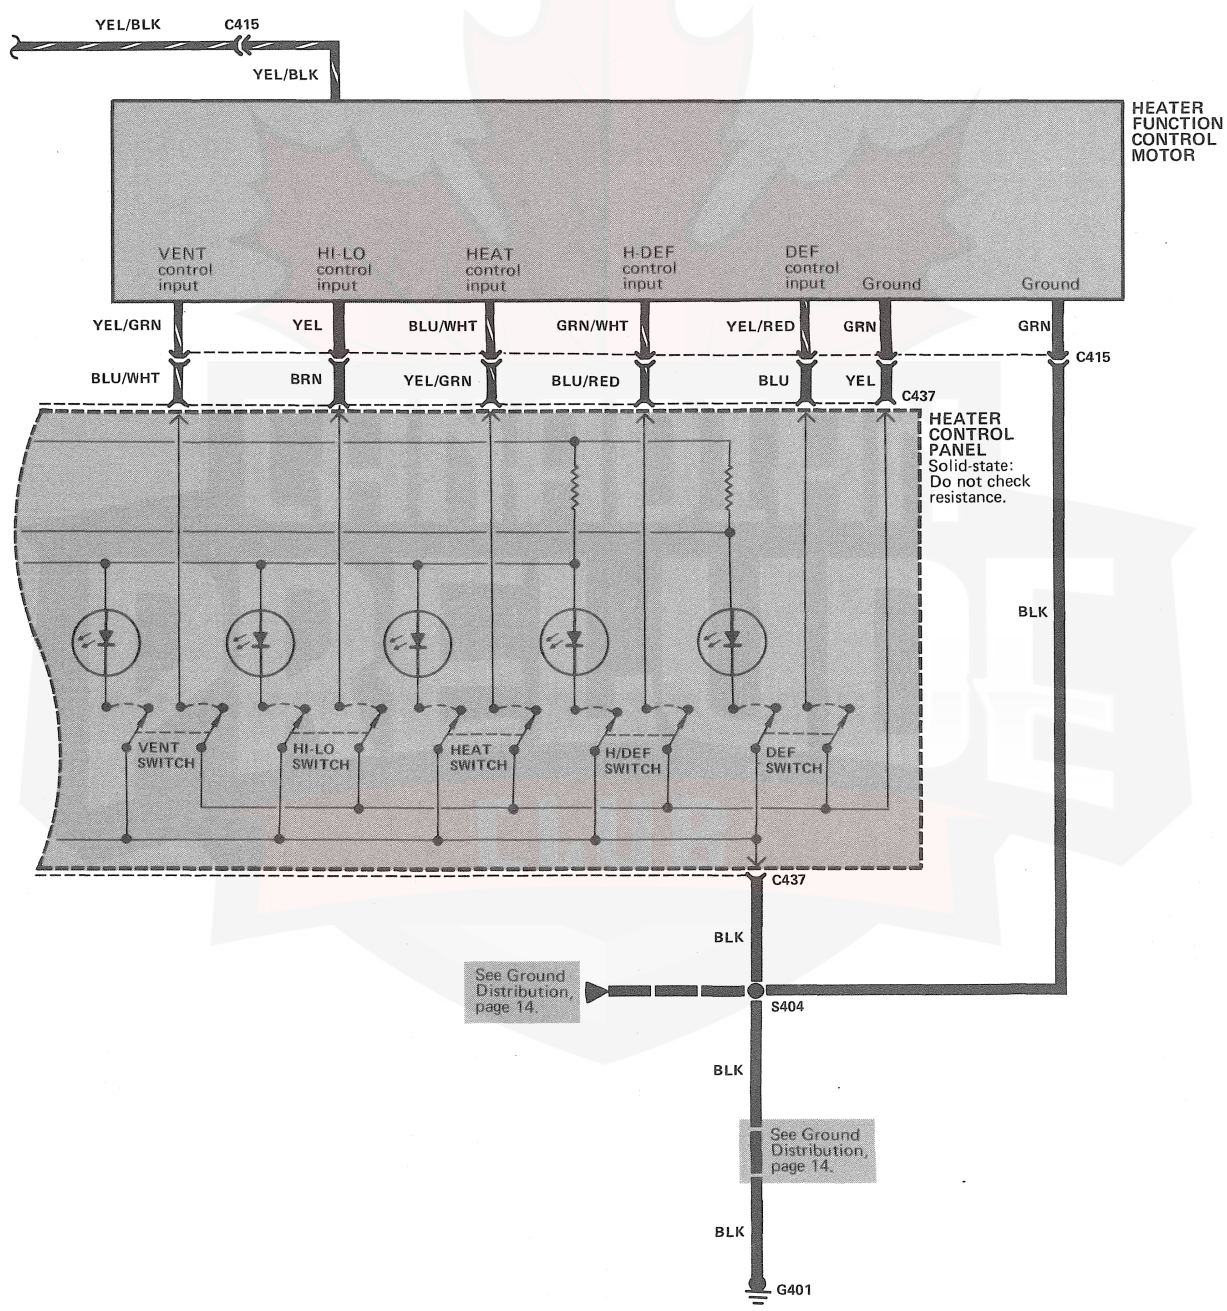 YEL/BLK
C415
YEL/BLK
HEATER
FUNCTION
CONTROL
MOTOR
VENT
control
input
HI-LO
control
input
HEAT
control
input
H-DEF
control
input
DEF
control
input
Ground
Ground
YEL/GRN
YEL
BLU/WHT
GRN/WHT
YEL/RED
GRN
GRN
C415
BLU/WHT
BRN
YEL/GRN
BLU/RED
BLU
YEL
C437
HEATER
CONTROL
PANEL
Solid-state:
Do not check
resistance.
BLK
VENT
SWITCH
HI-LO
SWITCH
HEAT
SWITCH
H/DEF
SWITCH
DEF
SWITCH
PRELUDE
CLUB
C437
BLK
See Ground
Distribution,
page 14.
S404
BLK
See Ground
Distribution,
page 14.
BLK
G401